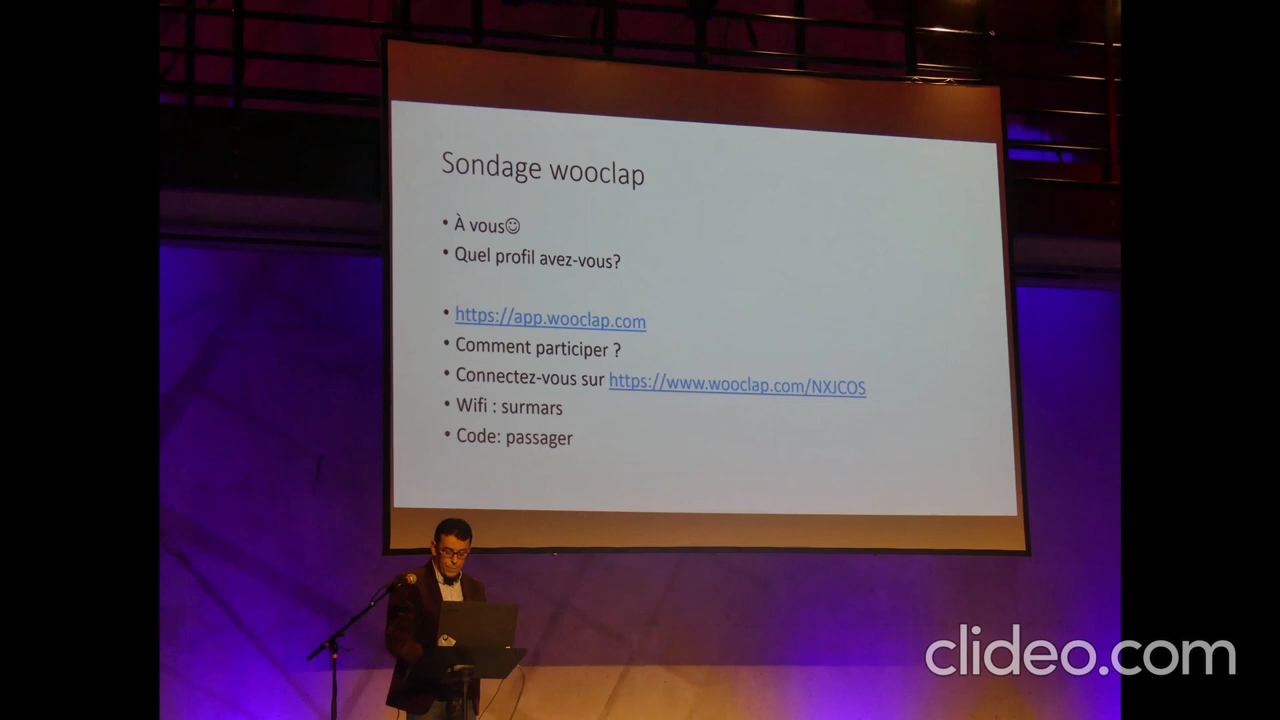 Sondage wooclap
• À vous☺
• Quel profil avez-vous?
• https://app.wooclap.com
• Comment participer ?
• Connectez-vous sur https://www.wooclap.com/NXJCOS
• Wifi : surmars
• Code: passager
clideo.com